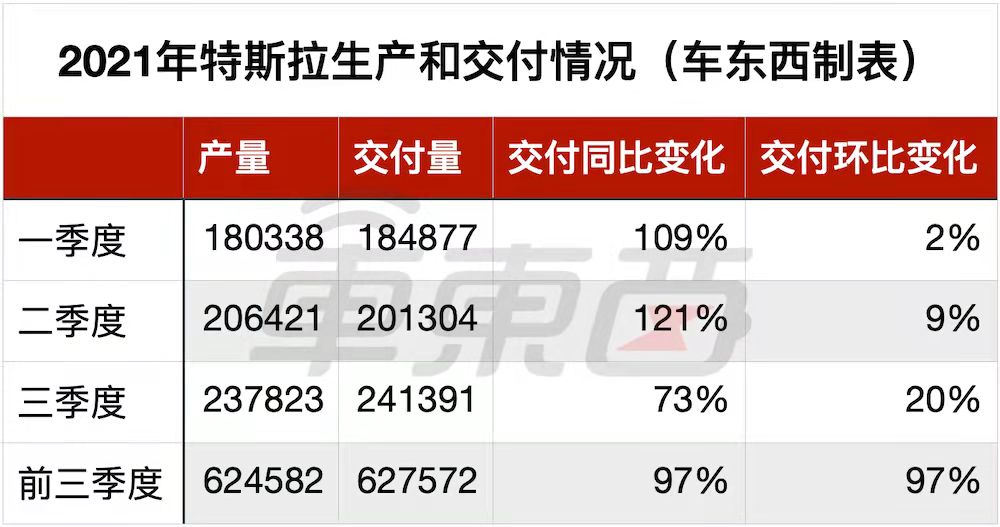 2021年特斯拉生产和交付情况（车东西制表）
产量 交付量 交付同比变化 交付环比变化
一季度 180338 184877 109% 2%
二季度 206421 201304 121% 9%
三季度 237823 241391 73% 20%
前三季度 624582 627572 97% 97%
車東西